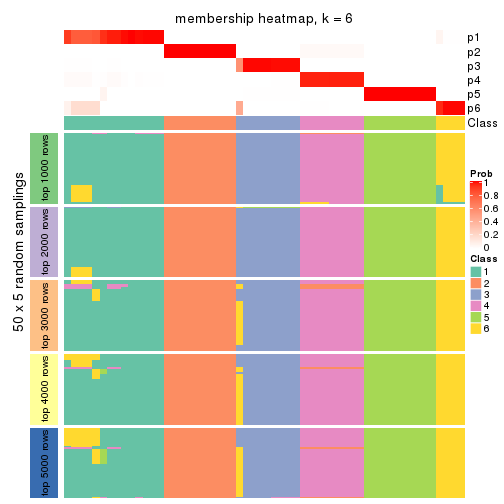 membership heatmap, k = 6
p1
p2
p3
p4
p5
p6
Class
50 x 5 random samplings
top 1000 rows
top 2000 rows
top 3000 rows
top 4000 rows
top 5000 rows
Prob
1
0.8
0.6
0.4
0.2
0
Class
1
2
3
4
5
6